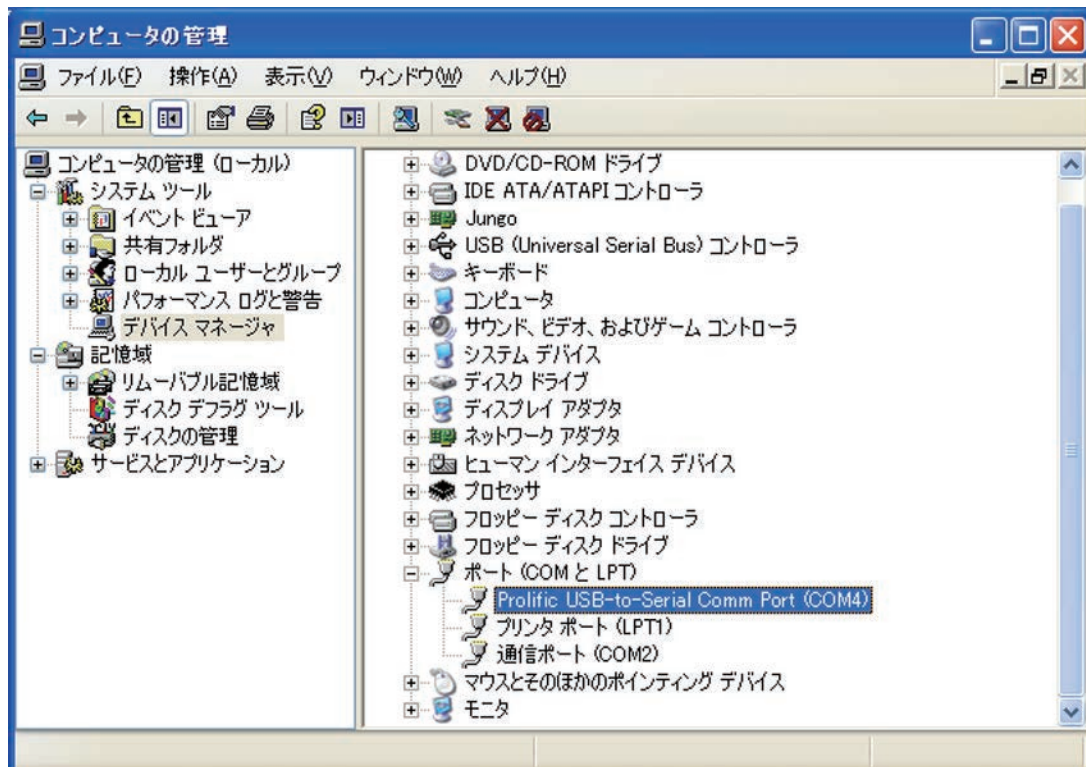 コンピュータの管理
ファイル(F) 操作(A) 表示(V) ウィンドウ(W) ヘルプ(H)
コンピュータの管理 (ローカル)
システム ツール
イベント ビューア
共有フォルダ
ローカル ユーザーとグループ
パフォーマンス ログと警告
デバイス マネージャ
記憶域
リムーバブル記憶域
ディスク デフラグ ツール
ディスクの管理
サービスとアプリケーション
DVD/CD-ROM ドライブ
IDE ATA/ATAPI コントローラ
Jungo
USB (Universal Serial Bus) コントローラ
キーボード
コンピュータ
サウンド、ビデオ、およびゲーム コントローラ
システム デバイス
ディスク ドライブ
ディスプレイ アダプタ
ネットワーク アダプタ
ヒューマン インターフェイス デバイス
プロセッサ
フロッピー ディスク コントローラ
フロッピー ディスク ドライブ
ポート (COM と LPT)
Prolific USB-to-Serial Comm Port (COM4)
プリンタ ポート (LPT1)
通信ポート (COM2)
マウスとそのほかのポインティング デバイス
モニタ